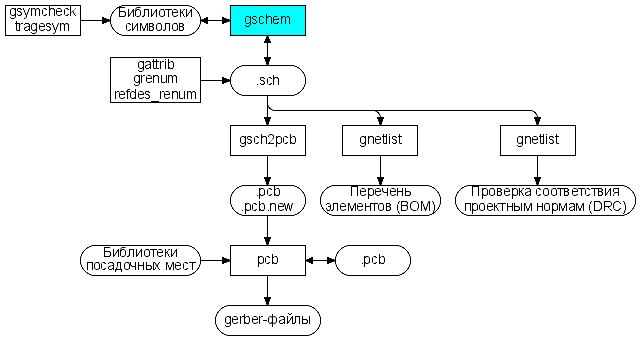 gsymcheck
tragesym
Библиотеки
символов
gschem
gattrib
grenum
refdes_renum
.sch
gsch2pcb
gnetlist
gnetlist
.pcb
.pcb.new
Перечень
элементов (BOM)
Проверка соответствия
проектным нормам (DRC)
Библиотеки
посадочных мест
pcb
.pcb
gerber-файлы